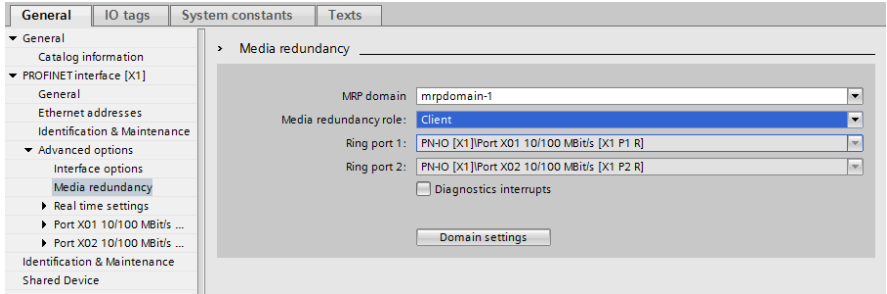 General
IO tags
System constants
Texts
General
Catalog information
PROFINET interface [X1]
General
Ethernet addresses
Identification & Maintenance
Advanced options
Interface options
Media redundancy
Real time settings
Port X01 10/100 MBit/s ...
Port X02 10/100 MBit/s ...
Identification & Maintenance
Shared Device
Media redundancy
MRP domain mrpdomain-1
Media redundancy role: Client
Ring port 1: PN-IO [X1]\Port X01 10/100 MBit/s [X1 P1 R]
Ring port 2: PN-IO [X1]\Port X02 10/100 MBit/s [X1 P2 R]
Diagnostics interrupts
Domain settings